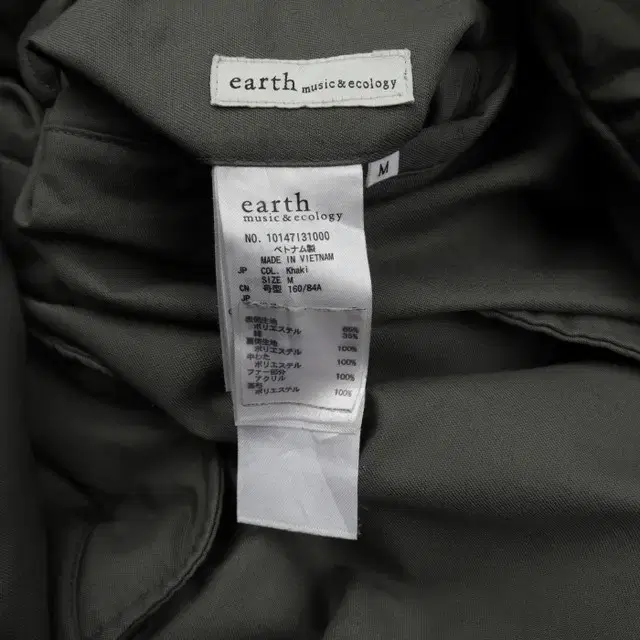 earth music&ecology
M
earth
music&ecology
NO. 10147131000
ベトナム製
MADE IN VIETNAM
JP COL. Khaki
SIZE M
CN 号型 160/84A
JP
表側生地
ポリエステル 65%
綿 35%
裏側生地
ポリエステル 100%
中わた
ポリエステル 100%
ファー部分
アクリル 100%
ポリエステル 100%